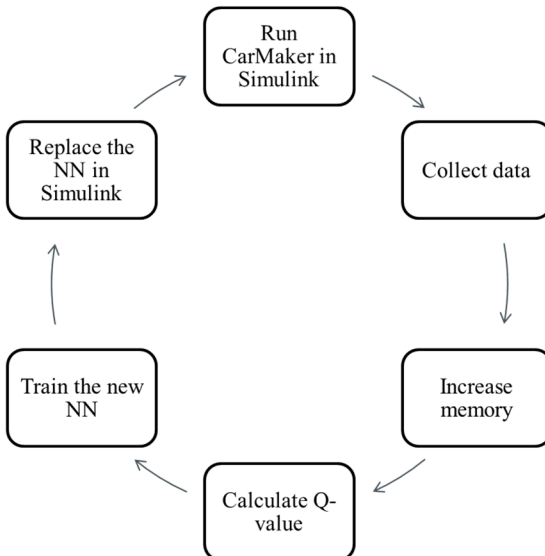 Run
CarMaker in
Simulink
Collect data
Increase
memory
Calculate Q-
value
Train the new
NN
Replace the
NN in
Simulink